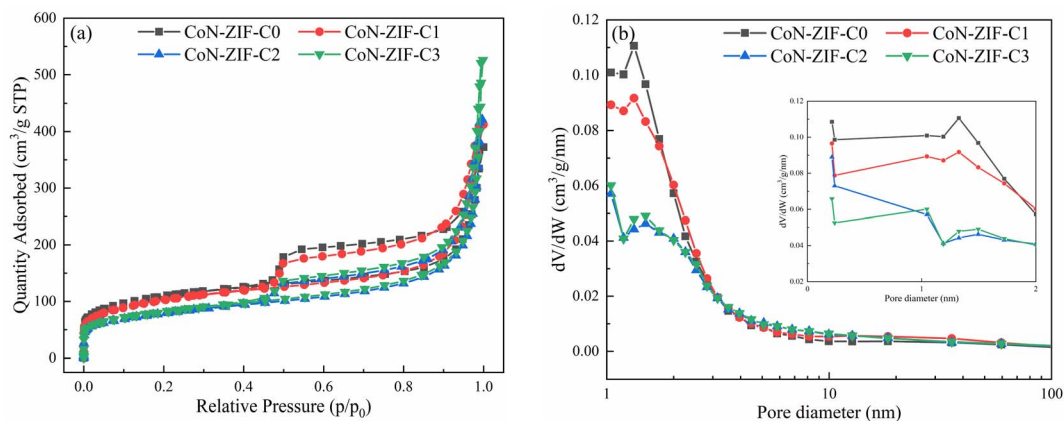 (a)
CoN-ZIF-C0
CoN-ZIF-C1
CoN-ZIF-C2
CoN-ZIF-C3
Quantity Adsorbed (cm³/g STP)
600
500
400
300
200
100
0
0.0
0.2
0.4
0.6
0.8
1.0
Relative Pressure (p/p₀)
(b)
CoN-ZIF-C0
CoN-ZIF-C1
CoN-ZIF-C2
CoN-ZIF-C3
dV/dW (cm³/g/nm)
0.12
0.10
0.08
0.06
0.04
0.02
0.00
1
10
100
Pore diameter (nm)
dV/dW (cm³/g/nm)
0.12
0.10
0.08
0.06
0.04
0.02
0
1
2
Pore diameter (nm)